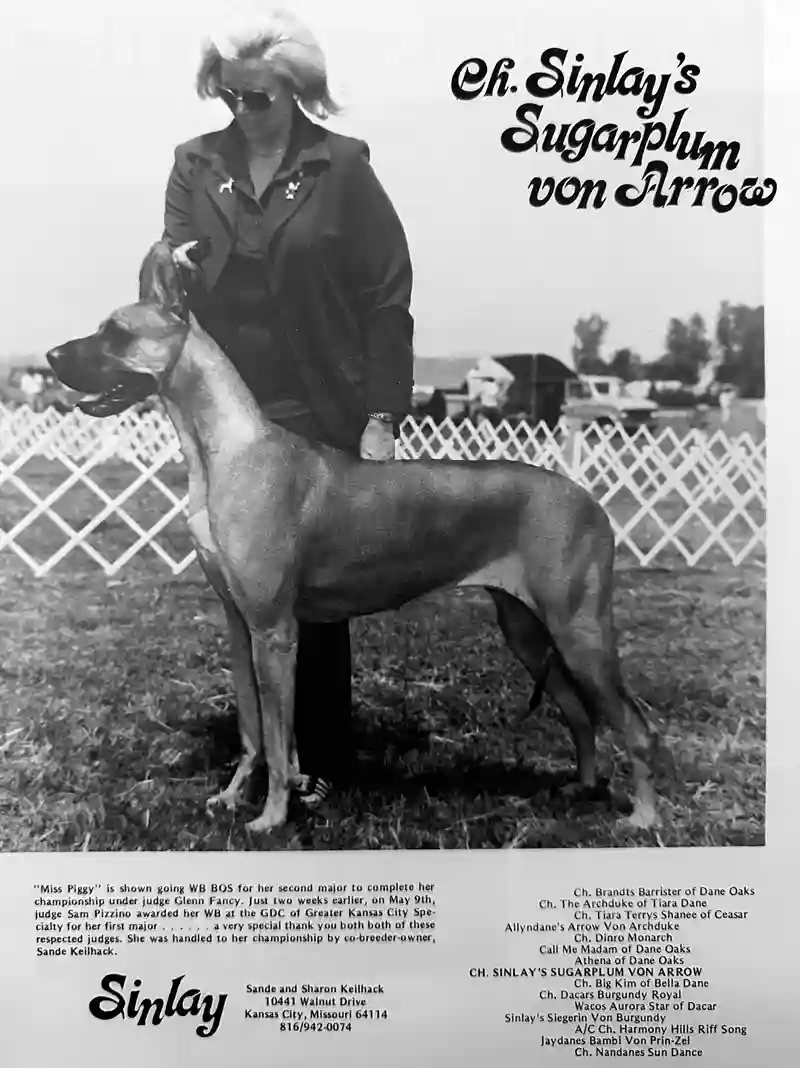 Ch. Sinlay's
Sugarplum
von Arrow
"Miss Piggy" is shown going WB BOS for her second major to complete her
championship under judge Glenn Fancy. Just two weeks earlier, on May 9th,
judge Sam Pizzino awarded her WB at the GDC of Greater Kansas City Spe-
cialty for her first major . . . . . . a very special thank you both both of these
respected judges. She was handled to her championship by co-breeder-owner,
Sande Keilhack.
Sinlay
Sande and Sharon Keilhack
10441 Walnut Drive
Kansas City, Missouri 64114
816/942-0074
Ch. Brandts Barrister of Dane Oaks
Ch. The Archduke of Tiara Dane
Ch. Tiara Terrys Shanee of Ceasar
Allyndane's Arrow Von Archduke
Ch. Dinro Monarch
Call Me Madam of Dane Oaks
Athena of Dane Oaks
CH. SINLAY'S SUGARPLUM VON ARROW
Ch. Big Kim of Bella Dane
Ch. Dacars Burgundy Royal
Wacos Aurora Star of Dacar
Sinlay's Siegerin Von Burgundy
A/C Ch. Harmony Hills Riff Song
Jaydanes Bambi Von Prin-Zel
Ch. Nandanes Sun Dance